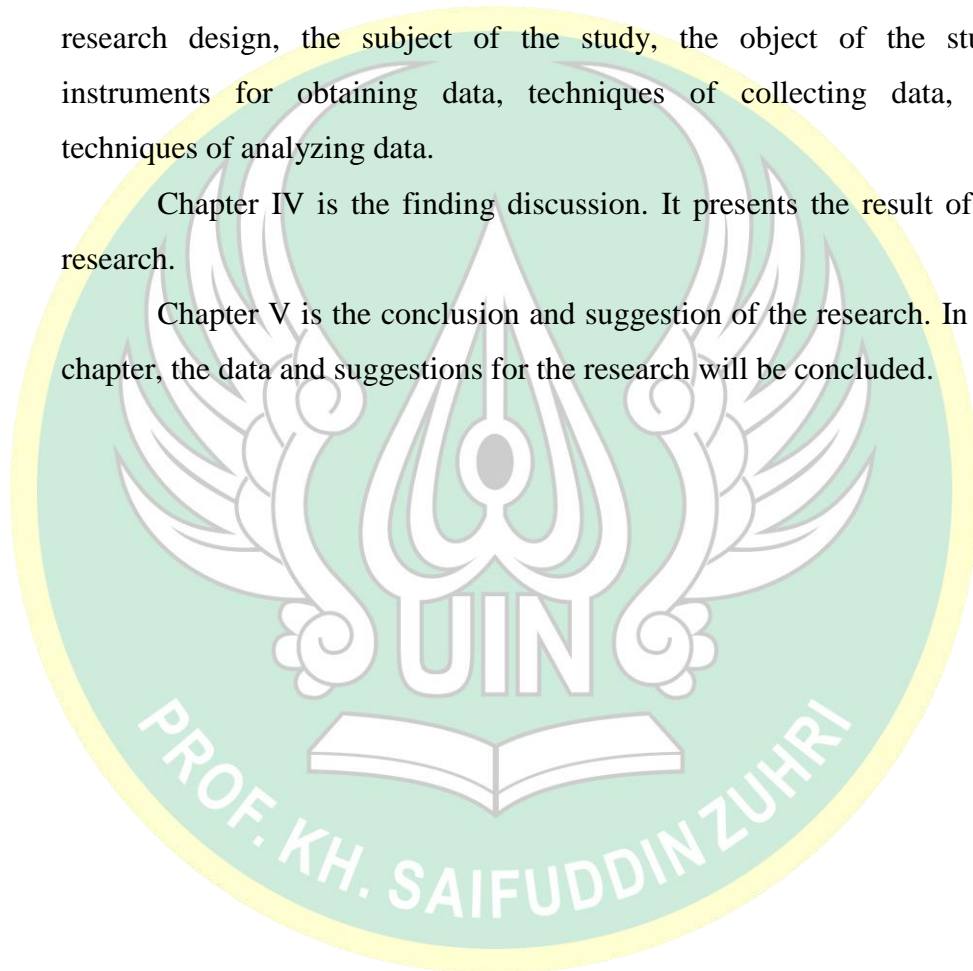 research design, the subject of the study, the object of the stu
instruments for obtaining data, techniques of collecting data,
techniques of analyzing data.
Chapter IV is the finding discussion. It presents the result of
research.
Chapter V is the conclusion and suggestion of the research. In
chapter, the data and suggestions for the research will be concluded.
UIN
PROF. KH. SAIFUDDIN ZUHRI